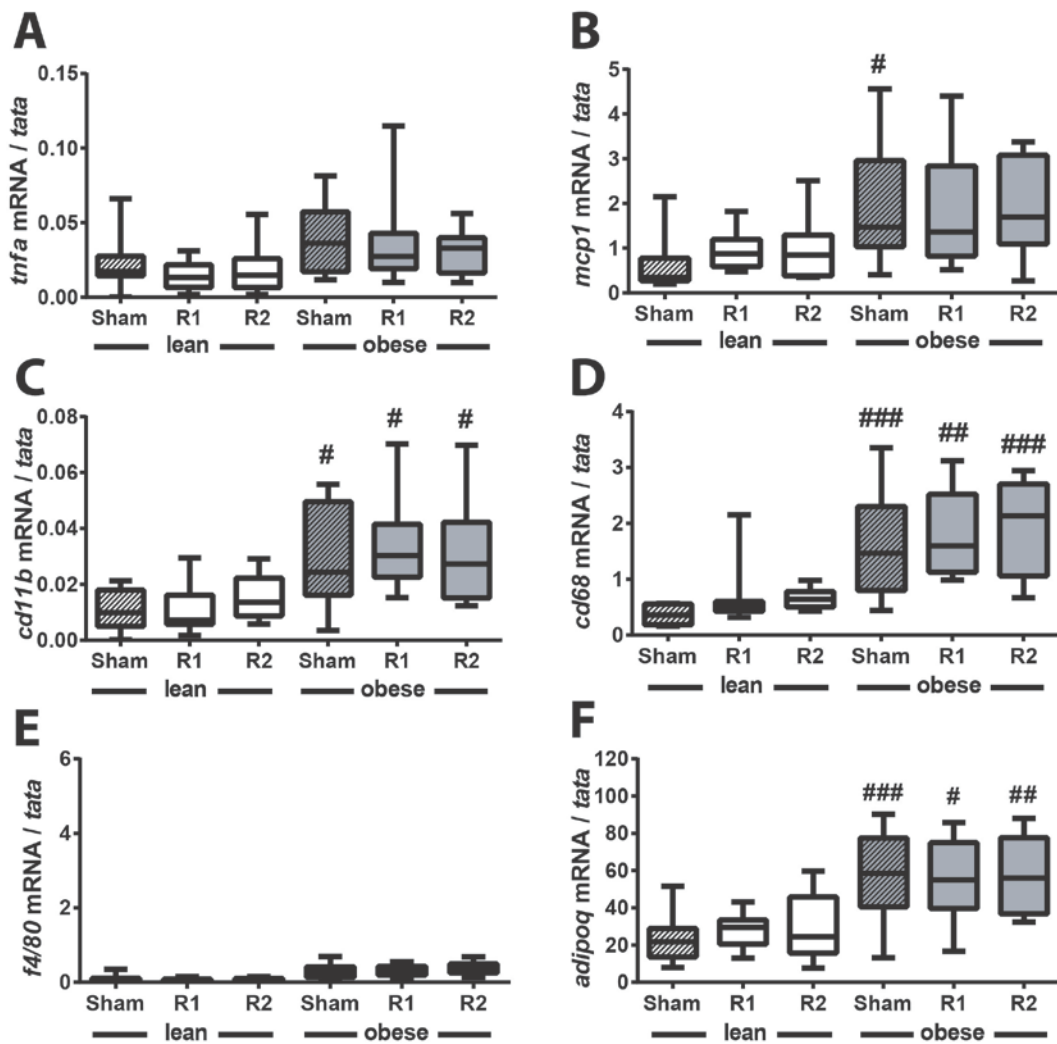 A
tnfa mRNA / tata
0.15
0.10
0.05
0.00
Sham R1 R2 Sham R1 R2
lean obese
B
mcp1 mRNA / tata
#
5
4
3
2
1
0
Sham R1 R2 Sham R1 R2
lean obese
C
cd11b mRNA / tata
# # #
0.08
0.06
0.04
0.02
0.00
Sham R1 R2 Sham R1 R2
lean obese
D
cd68 mRNA / tata
### ## ###
4
3
2
1
0
Sham R1 R2 Sham R1 R2
lean obese
E
f4/80 mRNA / tata
6
4
2
0
Sham R1 R2 Sham R1 R2
lean obese
F
adipoq mRNA / tata
### # ##
120
100
80
60
40
20
0
Sham R1 R2 Sham R1 R2
lean obese